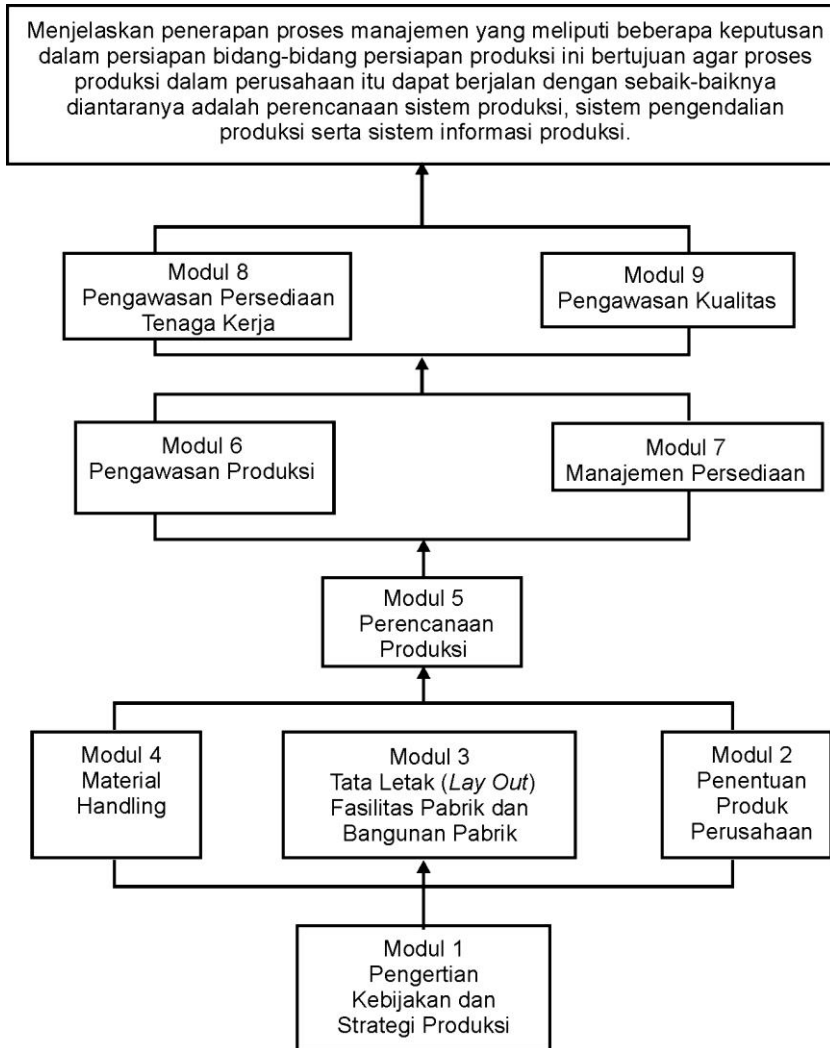 Menjelaskan penerapan proses manajemen yang meliputi beberapa keputusan
dalam persiapan bidang-bidang persiapan produksi ini bertujuan agar proses
produksi dalam perusahaan itu dapat berjalan dengan sebaik-baiknya
diantaranya adalah perencanaan sistem produksi, sistem pengendalian
produksi serta sistem informasi produksi.
Modul 8
Pengawasan Persediaan
Tenaga Kerja
Modul 9
Pengawasan Kualitas
Modul 6
Pengawasan Produksi
Modul 7
Manajemen Persediaan
Modul 5
Perencanaan
Produksi
Modul 4
Material
Handling
Modul 3
Tata Letak (Lay Out)
Fasilitas Pabrik dan
Bangunan Pabrik
Modul 2
Penentuan
Produk
Perusahaan
Modul 1
Pengertian
Kebijakan dan
Strategi Produksi